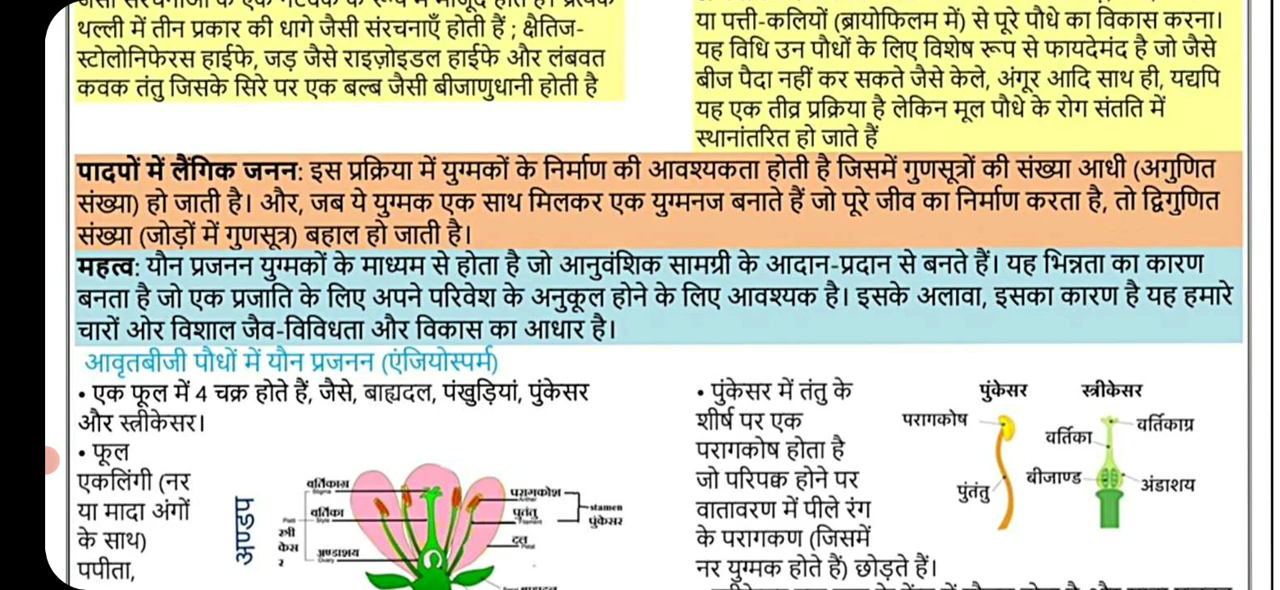 थल्ली में तीन प्रकार की धागे जैसी संरचनाएँ होती हैं ; क्षैतिज-
स्टोलोनिफेरस हाईफे, जड़ जैसे राइज़ोइडल हाईफे और लंबवत
कवक तंतु जिसके सिरे पर एक बल्ब जैसी बीजाणुधानी होती है
या पत्ती-कलियों (ब्रायोफिलम में) से पूरे पौधे का विकास करना।
यह विधि उन पौधों के लिए विशेष रूप से फायदेमंद है जो जैसे
बीज पैदा नहीं कर सकते जैसे केले, अंगूर आदि साथ ही, यद्यपि
यह एक तीव्र प्रक्रिया है लेकिन मूल पौधे के रोग संतति में
स्थानांतरित हो जाते हैं
पादपों में लैंगिक जनन: इस प्रक्रिया में युग्मकों के निर्माण की आवश्यकता होती है जिसमें गुणसूत्रों की संख्या आधी (अगुणित
संख्या) हो जाती है। और, जब ये युग्मक एक साथ मिलकर एक युग्मनज बनाते हैं जो पूरे जीव का निर्माण करता है, तो द्विगुणित
संख्या (जोड़ों में गुणसूत्र) बहाल हो जाती है।
महत्व: यौन प्रजनन युग्मकों के माध्यम से होता है जो आनुवंशिक सामग्री के आदान-प्रदान से बनते हैं। यह भिन्नता का कारण
बनता है जो एक प्रजाति के लिए अपने परिवेश के अनुकूल होने के लिए आवश्यक है। इसके अलावा, इसका कारण है यह हमारे
चारों ओर विशाल जैव-विविधता और विकास का आधार है।
आवृतबीजी पौधों में यौन प्रजनन (एंजियोस्पर्म)
• एक फूल में 4 चक्र होते हैं, जैसे, बाह्यदल, पंखुड़ियां, पुंकेसर
और स्त्रीकेसर।
• फूल
एकलिंगी (नर
या मादा अंगों
के साथ)
पपीता,
अण्डप
वर्तिकाग्र
Stigma
वर्तिका
Style
स्त्री
केस
र
अण्डाशय
Ovary
परागकोश
Anther
पुतंतु
Filament
stamen
पुंकेसर
दल
Petal
• पुंकेसर में तंतु के
शीर्ष पर एक
परागकोष होता है
जो परिपक्व होने पर
वातावरण में पीले रंग
के परागकण (जिसमें
नर युग्मक होते हैं) छोड़ते हैं।
पुंकेसर
स्त्रीकेसर
परागकोष
वर्तिकाग्र
वर्तिका
बीजाण्ड
पुंतंतु
अंडाशय